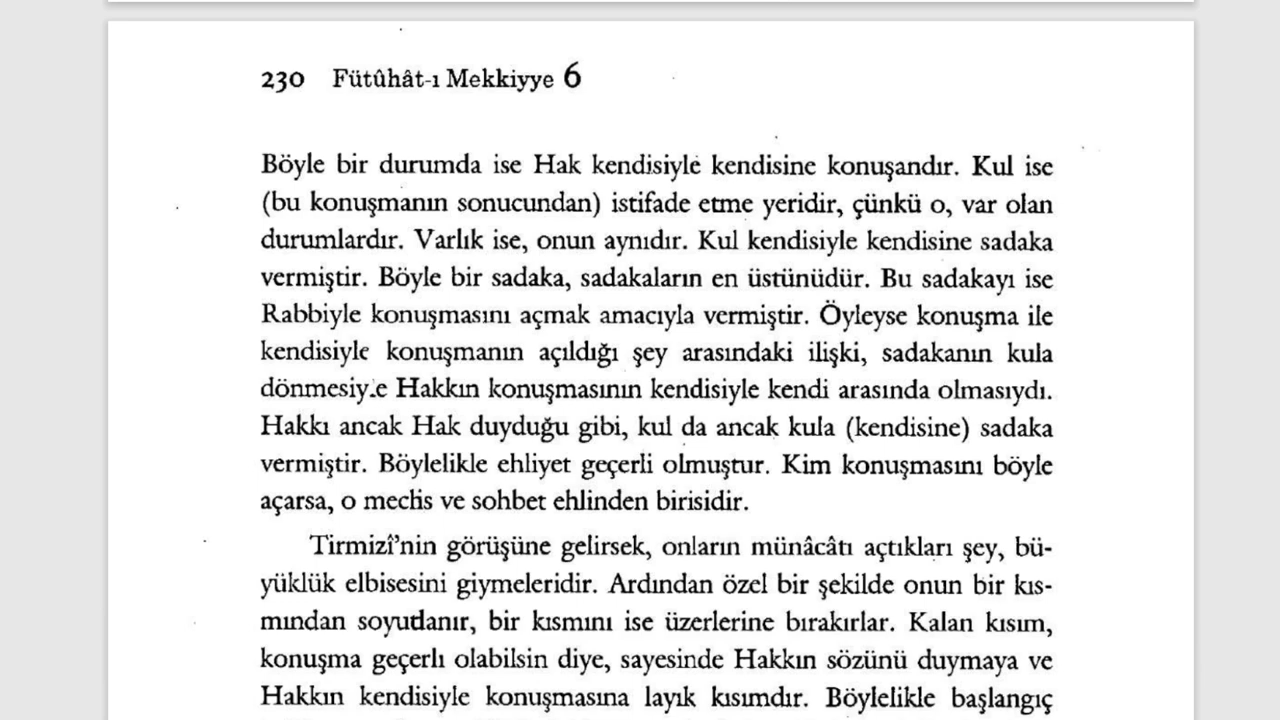 230 Fütûhât-ı Mekkiyye 6
Böyle bir durumda ise Hak kendisiyle kendisine konuşandır. Kul ise
(bu konuşmanın sonucundan) istifade etme yeridir, çünkü o, var olan
durumlardır. Varlık ise, onun aynıdır. Kul kendisiyle kendisine sadaka
vermiştir. Böyle bir sadaka, sadakaların en üstünüdür. Bu sadakayı ise
Rabbiyle konuşmasını açmak amacıyla vermiştir. Öyleyse konuşma ile
kendisiyle konuşmanın açıldığı şey arasındaki ilişki, sadakanın kula
dönmesiyle Hakkın konuşmasının kendisiyle kendi arasında olmasıydı.
Hakkı ancak Hak duyduğu gibi, kul da ancak kula (kendisine) sadaka
vermiştir. Böylelikle ehliyet geçerli olmuştur. Kim konuşmasını böyle
açarsa, o meclis ve sohbet ehlinden birisidir.
Tirmizî'nin görüşüne gelirsek, onların münâcâtı açtıkları şey, bü-
yüklük elbisesini giymeleridir. Ardından özel bir şekilde onun bir kıs-
mından soyutlanır, bir kısmını ise üzerlerine bırakırlar. Kalan kısım,
konuşma geçerli olabilsin diye, sayesinde Hakkın sözünü duymaya ve
Hakkın kendisiyle konuşmasına layık kısımdır. Böylelikle başlangıç